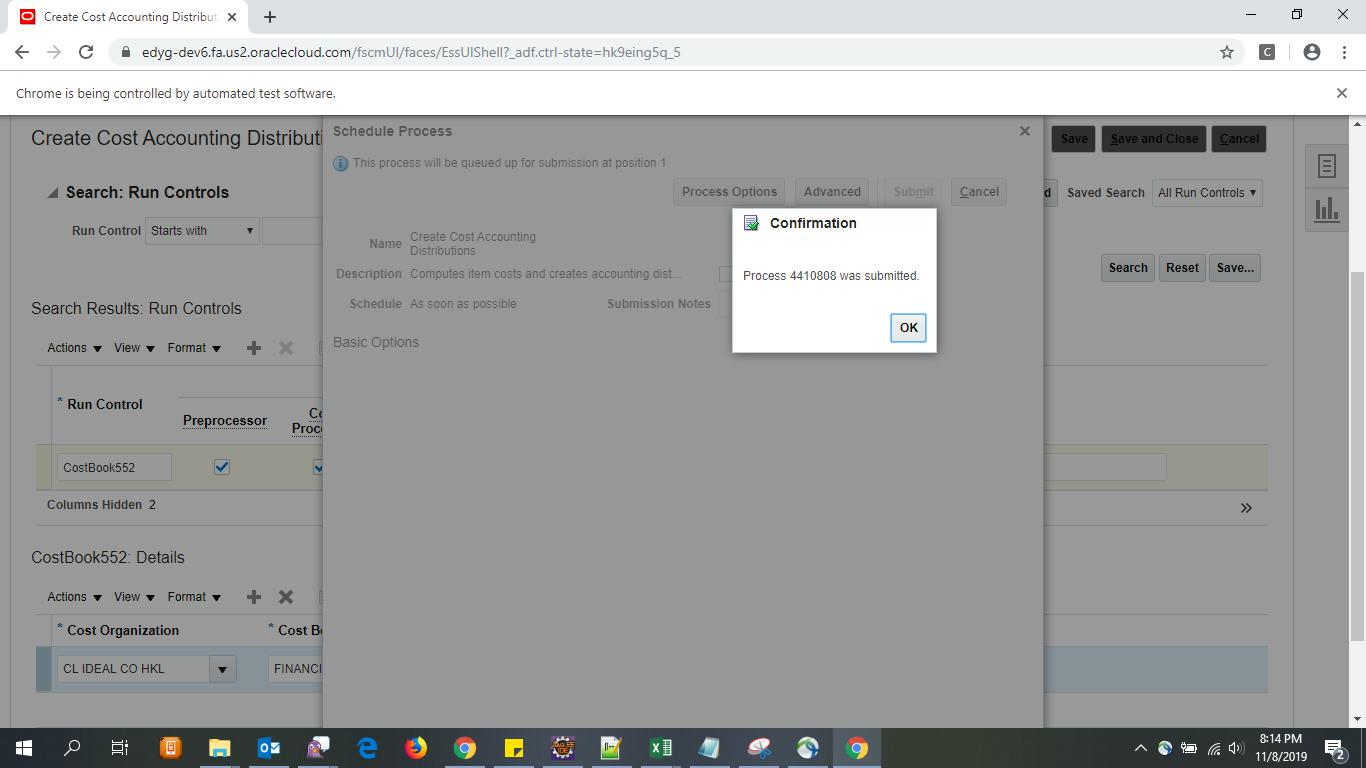 Create Cost Accounting Distribut
edyg-dev6.fa.us2.oraclecloud.com/fscmUI/faces/EssUIShell?_adf.ctrl-state=hk9eing5q_5
C
Chrome is being controlled by automated test software.
Create Cost Accounting Distributi
Schedule Process
Save Save and Close Cancel
This process will be queued up for submission at position 1
Search: Run Controls
Process Options Advanced Submit Cancel
d Saved Search All Run Controls
Run Control Starts with
Confirmation
Name Create Cost Accounting
Distributions
Description Computes item costs and creates accounting dist...
Process 4410808 was submitted.
Search Reset Save...
Schedule As soon as possible Submission Notes
Search Results: Run Controls
OK
Actions View Format
Basic Options
* Run Control
Preprocessor
Co
Proce
CostBook552
Columns Hidden 2
CostBook552: Details
Actions View Format
* Cost Organization * Cost Bo
CL IDEAL CO HKL FINANCI
8:14 PM
11/8/2019
2